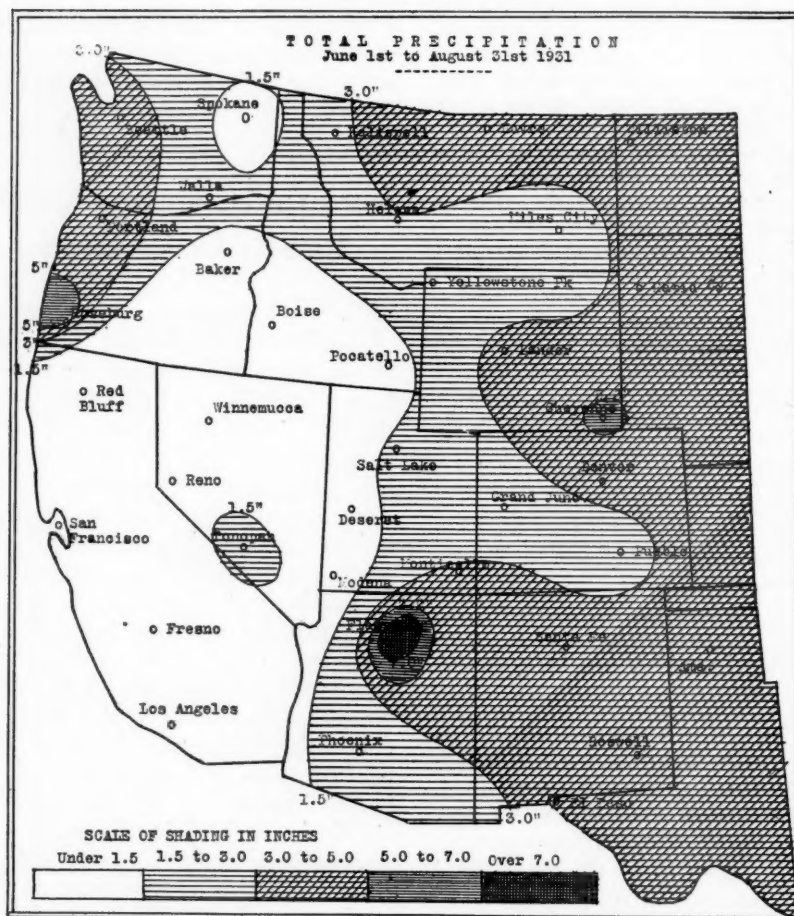 TOTAL PRECIPITATION
June 1st to August 31st 1931
3.0"
1.5"
3.0"
Spokane
Seattle
Kalispell
Havre
Williston
Walla
Helena
Miles City
Portland
Baker
5"
Yellowstone Pk
Roseburg
Boise
5"
3"
Lander
Pocatello
1.5"
Red
Bluff
Winnemucca
Cheyenne
Salt Lake
Denver
Reno
Grand Junc.
1.5"
Deseret
San
Francisco
Tonopah
Pueblo
Monticello
Modena
Fresno
Santa Fe
Los Angeles
Phoenix
Roswell
1.5"
El Paso
3.0"
SCALE OF SHADING IN INCHES
Under 1.5
1.5 to 3.0
3.0 to 5.0
5.0 to 7.0
Over 7.0